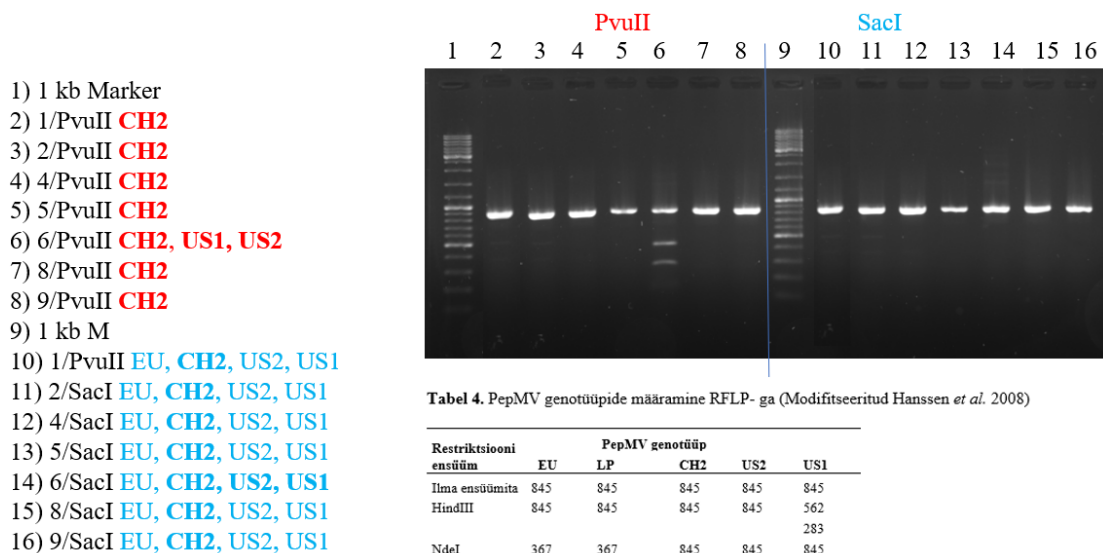 PvuII SacI
1 2 3 4 5 6 7 8 9 10 11 12 13 14 15 16
1) 1 kb Marker
2) 1/PvuII CH2
3) 2/PvuII CH2
4) 4/PvuII CH2
5) 5/PvuII CH2
6) 6/PvuII CH2, US1, US2
7) 8/PvuII CH2
8) 9/PvuII CH2
9) 1 kb M
10) 1/PvuII EU, CH2, US2, US1
11) 2/SacI EU, CH2, US2, US1
12) 4/SacI EU, CH2, US2, US1
13) 5/SacI EU, CH2, US2, US1
14) 6/SacI EU, CH2, US2, US1
15) 8/SacI EU, CH2, US2, US1
16) 9/SacI EU, CH2, US2, US1
Tabel 4. PepMV genotüüpide määramine RFLP- ga (Modifitseeritud Hanssen et al. 2008)
Restriktsiooni PepMV genotüüp
ensüüm EU LP CH2 US2 US1
Ilma ensüümita 845 845 845 845 845
HindIII 845 845 845 845 562
283
NdeI 367 367 845 845 845